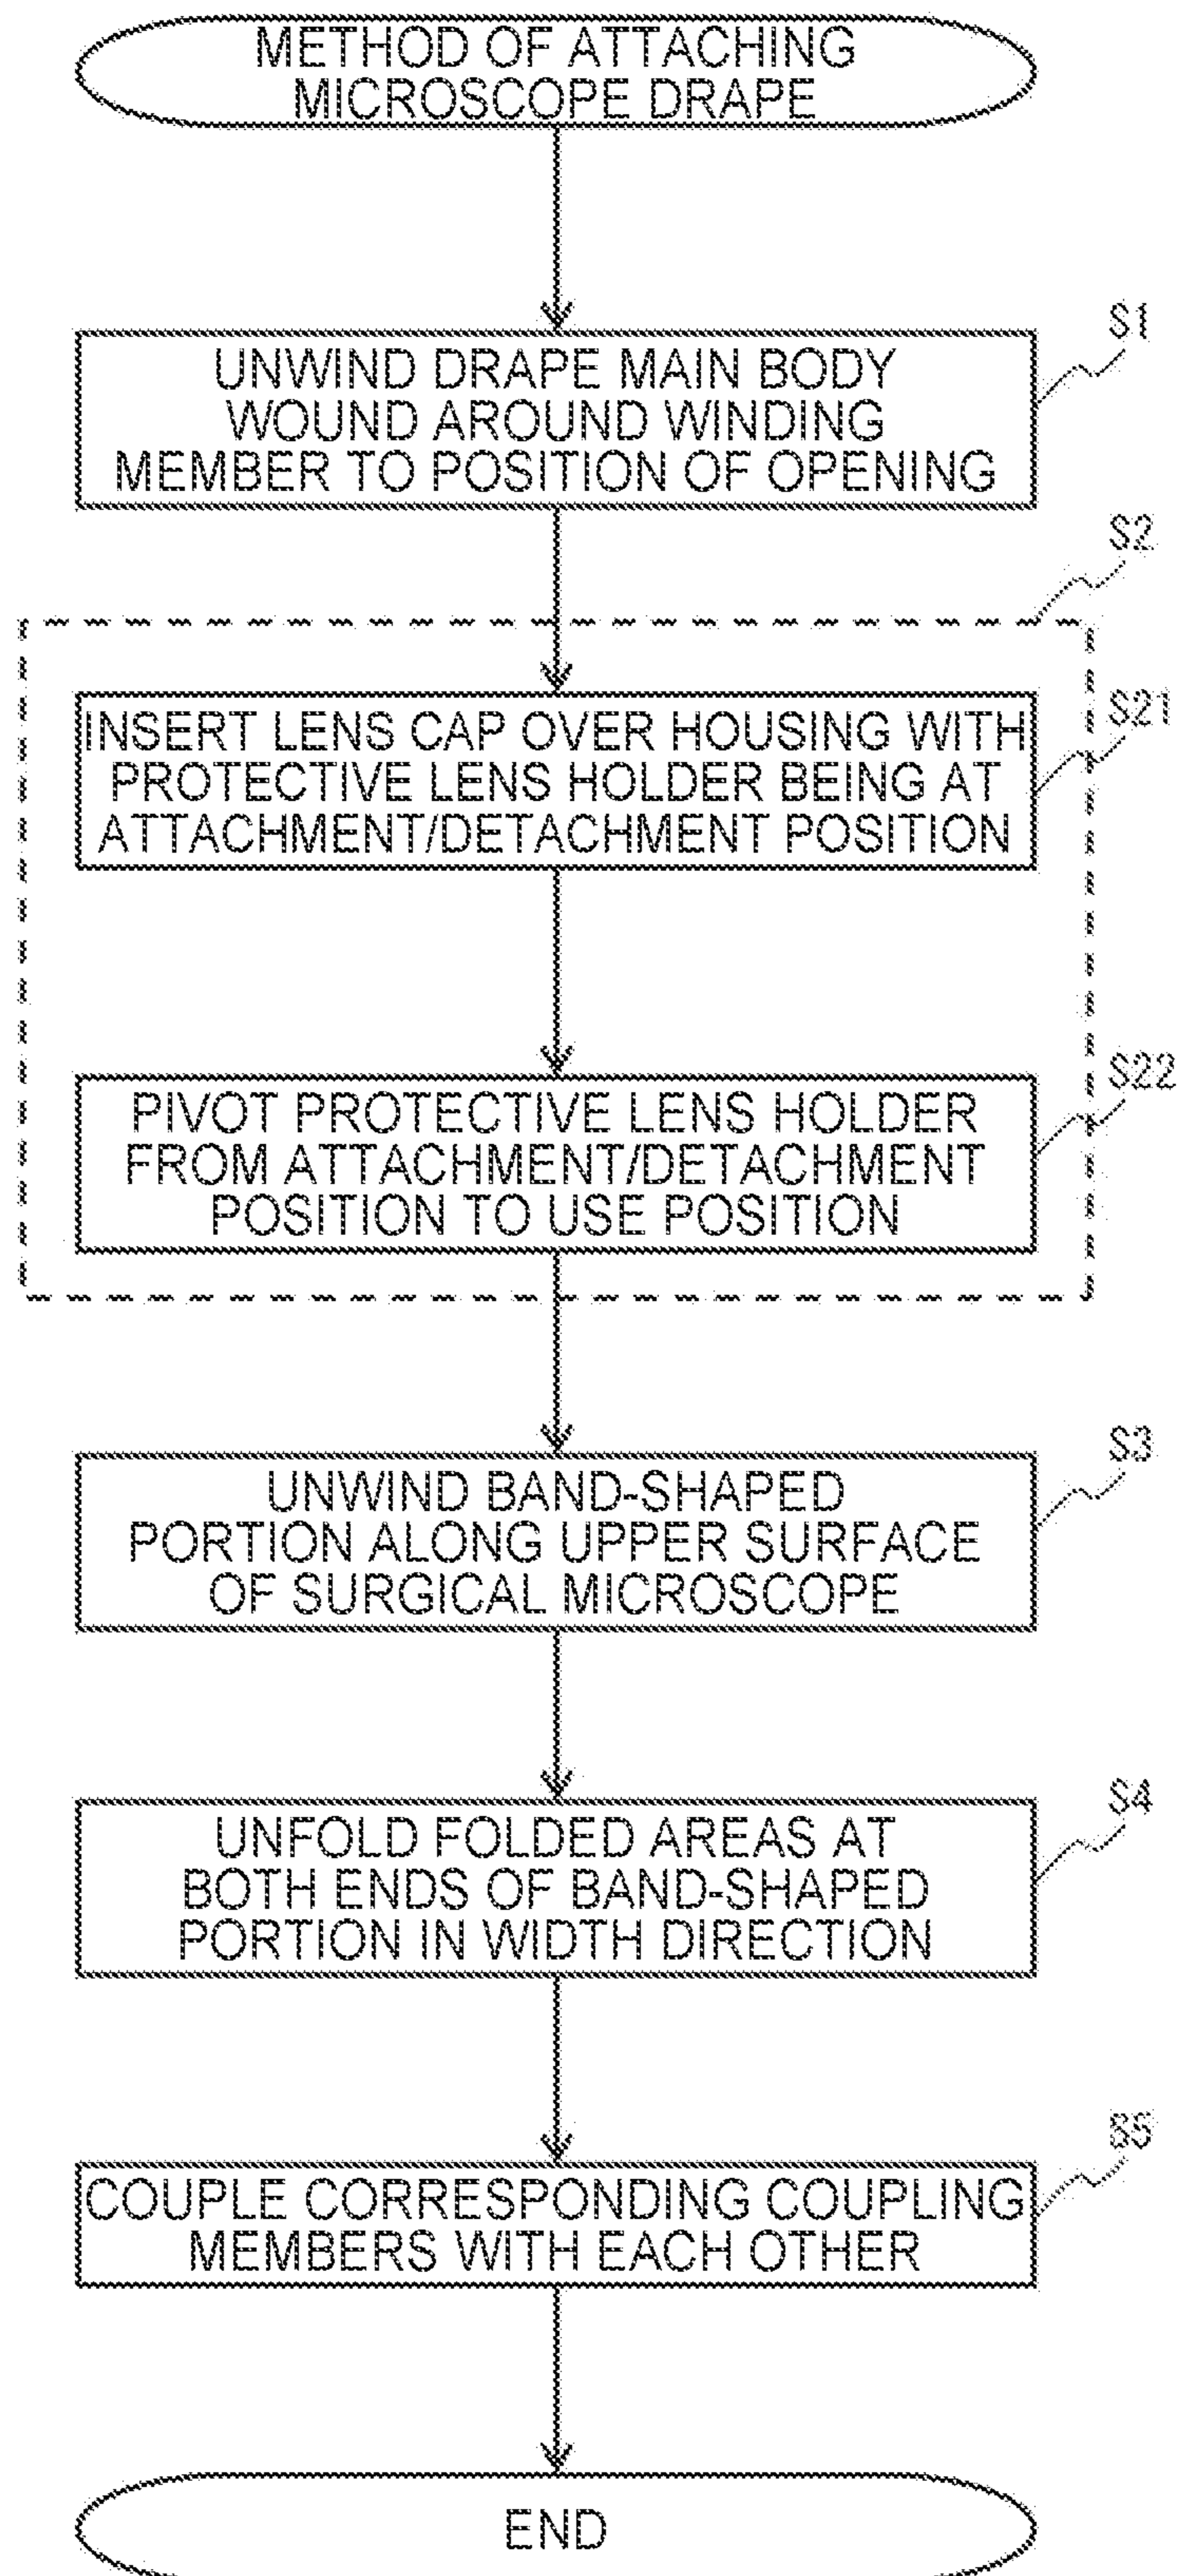 METHOD OF ATTACHING
MICROSCOPE DRAPE
S1
UNWIND DRAPE MAIN BODY
WOUND AROUND WINDING
MEMBER TO POSITION OF OPENING
S2
S21
INSERT LENS CAP OVER HOUSING WITH
PROTECTIVE LENS HOLDER BEING AT
ATTACHMENT/DETACHMENT POSITION
S22
PIVOT PROTECTIVE LENS HOLDER
FROM ATTACHMENT/DETACHMENT
POSITION TO USE POSITION
S3
UNWIND BAND-SHAPED
PORTION ALONG UPPER SURFACE
OF SURGICAL MICROSCOPE
S4
UNFOLD FOLDED AREAS AT
BOTH ENDS OF BAND-SHAPED
PORTION IN WIDTH DIRECTION
S5
COUPLE CORRESPONDING COUPLING
MEMBERS WITH EACH OTHER
END